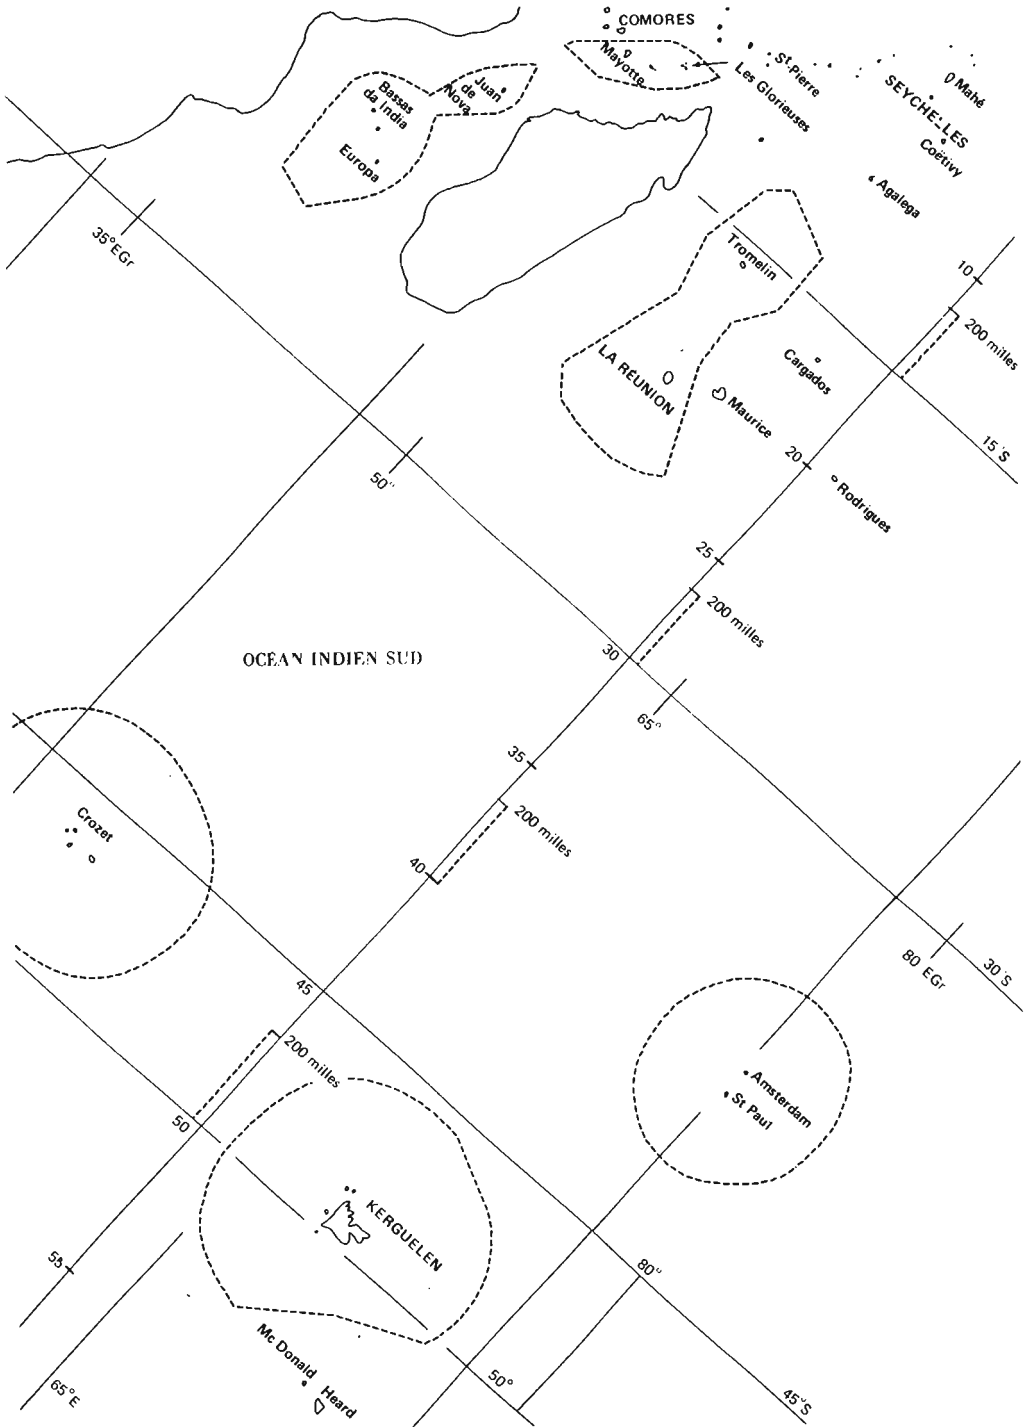 COMORES
Mayotte
Les Glorieuses
St Pierre
Mahé
SEYCHELLES
Coëtivy
Agalega
Juan
de
Nova
Bassas
da India
Europa
35°EGr
Tromelin
10
200 milles
LA RÉUNION
Cargados
Maurice
15°S
20
Rodrigues
50°
25
200 milles
OCÉAN INDIEN SUD
30
65°
35
200 milles
Crozet
40
80 EGr
30°S
45
200 milles
50
Amsterdam
St Paul
KERGUELEN
55
80°
Mc Donald
Heard
65°E
50°
45°S